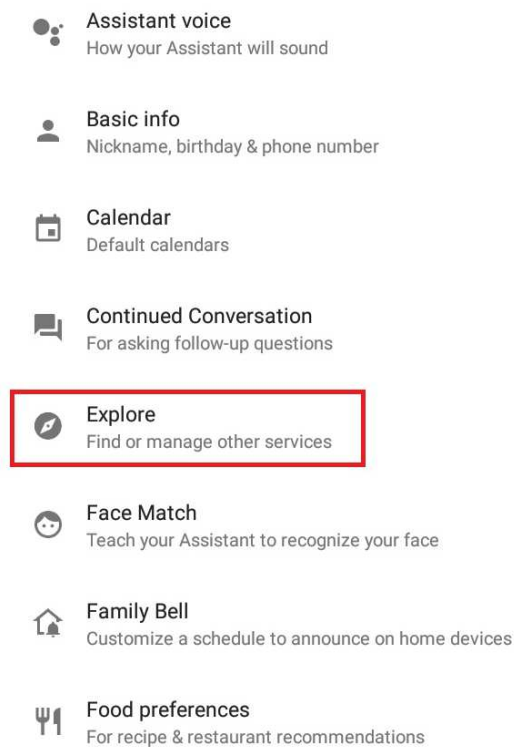 Assistant voice
How your Assistant will sound
Basic info
Nickname, birthday & phone number
Calendar
Default calendars
Continued Conversation
For asking follow-up questions
Explore
Find or manage other services
Face Match
Teach your Assistant to recognize your face
Family Bell
Customize a schedule to announce on home devices
Food preferences
For recipe & restaurant recommendations